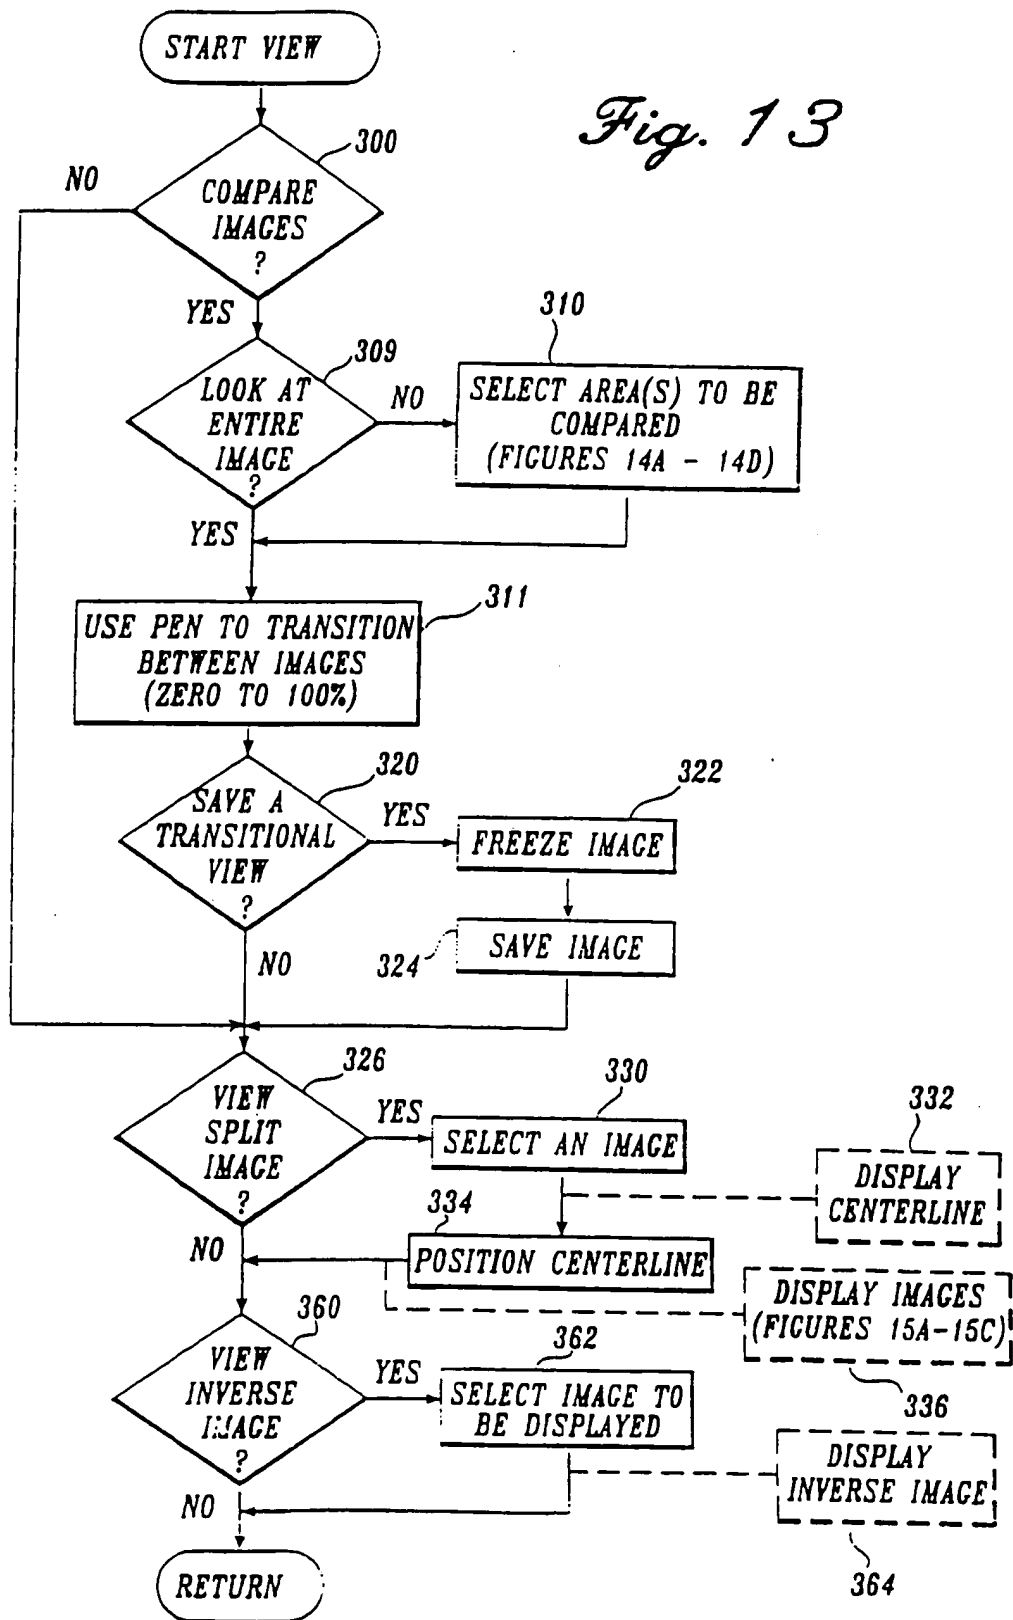 START VIEW
Fig. 13
300
NO
COMPARE
IMAGES
?
YES
310
309
LOOK AT
ENTIRE
IMAGE
?
NO
SELECT AREA(S) TO BE
COMPARED
(FIGURES 14A - 14D)
YES
311
USE PEN TO TRANSITION
BETWEEN IMAGES
(ZERO TO 100%)
320
322
SAVE A
TRANSITIONAL
VIEW
?
YES
FREEZE IMAGE
324
SAVE IMAGE
NO
326
330
VIEW
SPLIT
IMAGE
?
YES
SELECT AN IMAGE
332
DISPLAY
CENTERLINE
334
NO
POSITION CENTERLINE
DISPLAY IMAGES
(FIGURES 15A-15C)
336
360
362
VIEW
INVERSE
IMAGE
?
YES
SELECT IMAGE TO
BE DISPLAYED
DISPLAY
INVERSE IMAGE
364
NO
RETURN